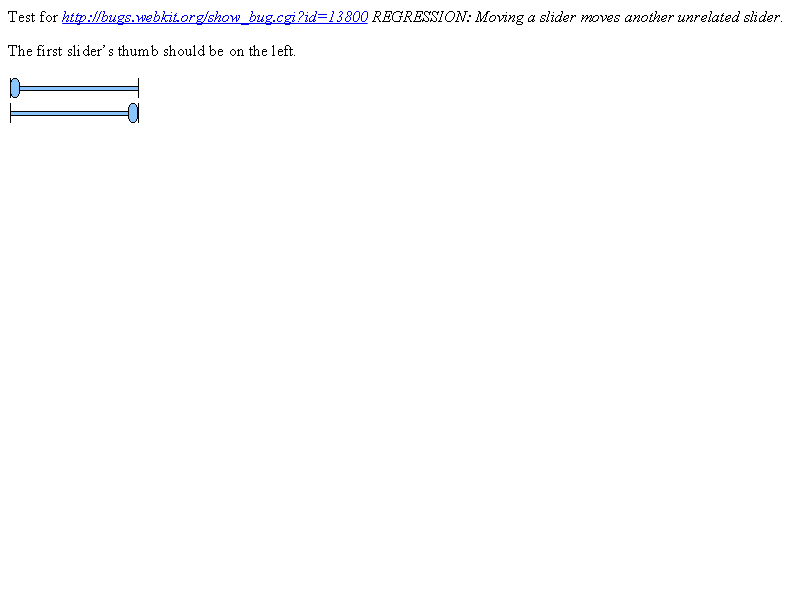 Test for http://bugs.webkit.org/show_bug.cgi?id=13800 REGRESSION: Moving a slider moves another unrelated slider.
The first slider’s thumb should be on the left.